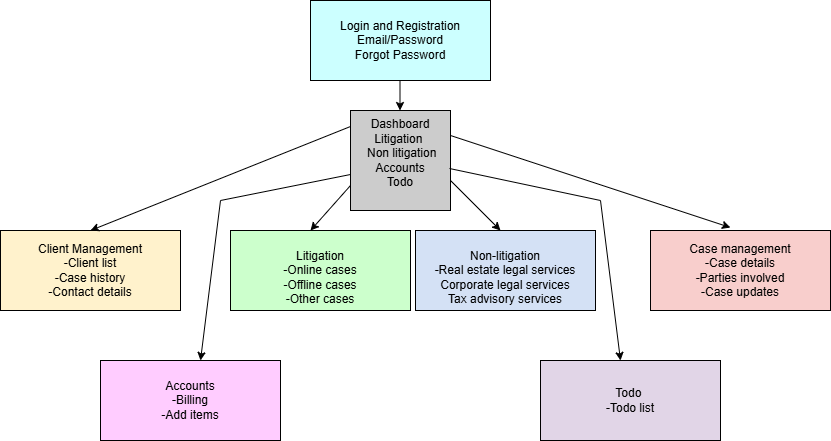 Login and Registration
Email/Password
Forgot Password
Dashboard
Litigation
Non litigation
Accounts
Todo
Client Management
-Client list
-Case history
-Contact details
Litigation
-Online cases
-Offline cases
-Other cases
Non-litigation
-Real estate legal services
Corporate legal services
Tax advisory services
Case management
-Case details
-Parties involved
-Case updates
Accounts
-Billing
-Add items
Todo
-Todo list